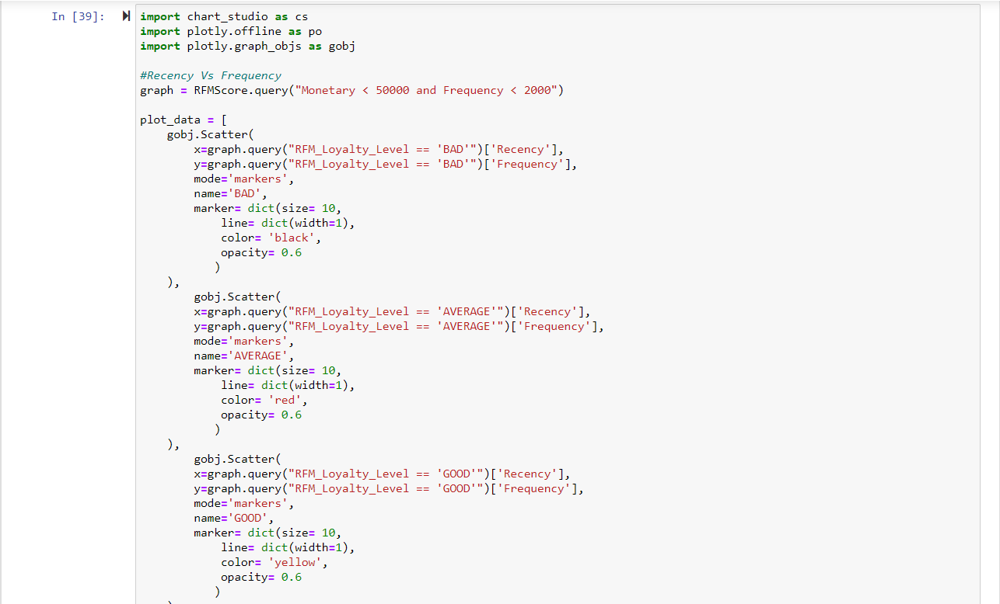 In [39]:
import chart_studio as cs
import plotly.offline as po
import plotly.graph_objs as gobj

#Recency Vs Frequency
graph = RFMScore.query("Monetary < 50000 and Frequency < 2000")

plot_data = [
    gobj.Scatter(
        x=graph.query("RFM_Loyalty_Level == 'BAD'")['Recency'],
        y=graph.query("RFM_Loyalty_Level == 'BAD'")['Frequency'],
        mode='markers',
        name='BAD',
        marker= dict(size= 10,
            line= dict(width=1),
            color= 'black',
            opacity= 0.6
           )
    ),
        gobj.Scatter(
        x=graph.query("RFM_Loyalty_Level == 'AVERAGE'")['Recency'],
        y=graph.query("RFM_Loyalty_Level == 'AVERAGE'")['Frequency'],
        mode='markers',
        name='AVERAGE',
        marker= dict(size= 10,
            line= dict(width=1),
            color= 'red',
            opacity= 0.6
           )
    ),
        gobj.Scatter(
        x=graph.query("RFM_Loyalty_Level == 'GOOD'")['Recency'],
        y=graph.query("RFM_Loyalty_Level == 'GOOD'")['Frequency'],
        mode='markers',
        name='GOOD',
        marker= dict(size= 10,
            line= dict(width=1),
            color= 'yellow',
            opacity= 0.6
           )